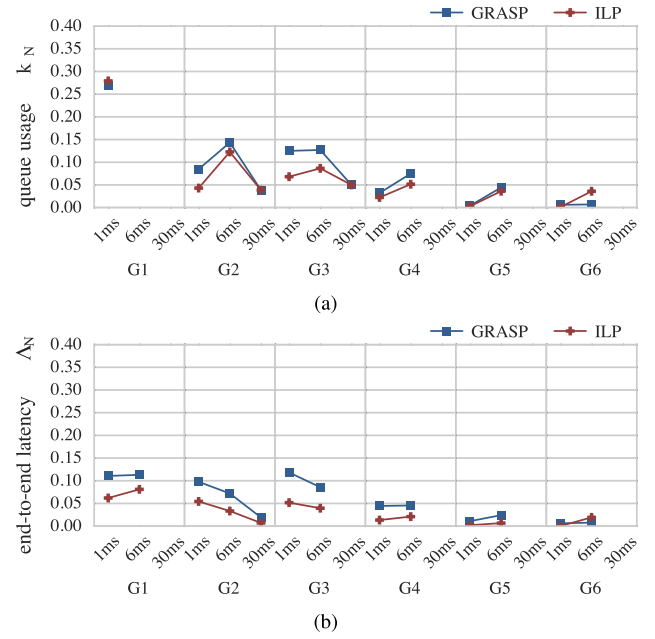 GRASP ILP
queue usage k N
0.40
0.35
0.30
0.25
0.20
0.15
0.10
0.05
0.00
1ms 6ms 30ms 1ms 6ms 30ms 1ms 6ms 30ms 1ms 6ms 30ms 1ms 6ms 30ms 1ms 6ms 30ms
G1 G2 G3 G4 G5 G6
(a)
GRASP ILP
end-to-end latency ΛN
0.40
0.35
0.30
0.25
0.20
0.15
0.10
0.05
0.00
1ms 6ms 30ms 1ms 6ms 30ms 1ms 6ms 30ms 1ms 6ms 30ms 1ms 6ms 30ms 1ms 6ms 30ms
G1 G2 G3 G4 G5 G6
(b)